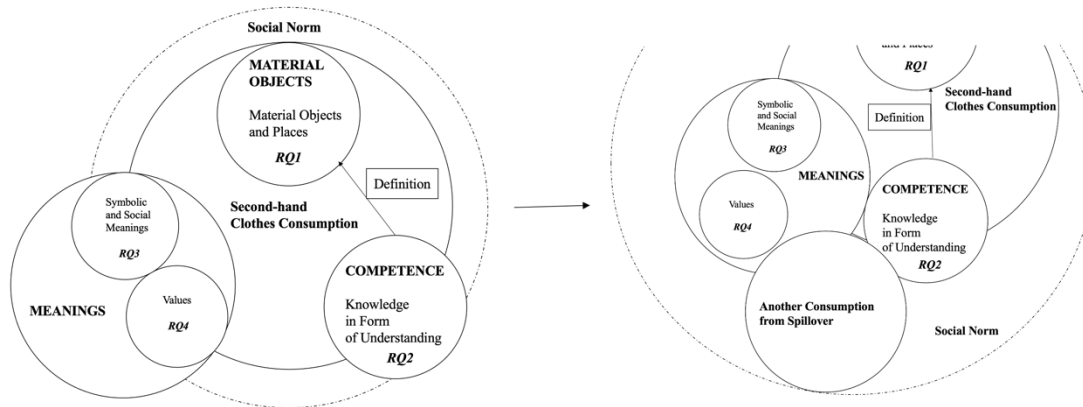 Social Norm
MATERIAL
OBJECTS
Material Objects
and Places
RQ1
Definition
Second-hand
Clothes Consumption
Symbolic
and Social
Meanings
RQ3
MEANINGS
Values
RQ4
COMPETENCE
Knowledge
in Form
of Understanding
RQ2
and Places
RQ1
Second-hand
Clothes Consumption
Definition
Symbolic
and Social
Meanings
RQ3
MEANINGS
COMPETENCE
Values
RQ4
Knowledge
in Form
of Understanding
RQ2
Another Consumption
from Spillover
Social Norm